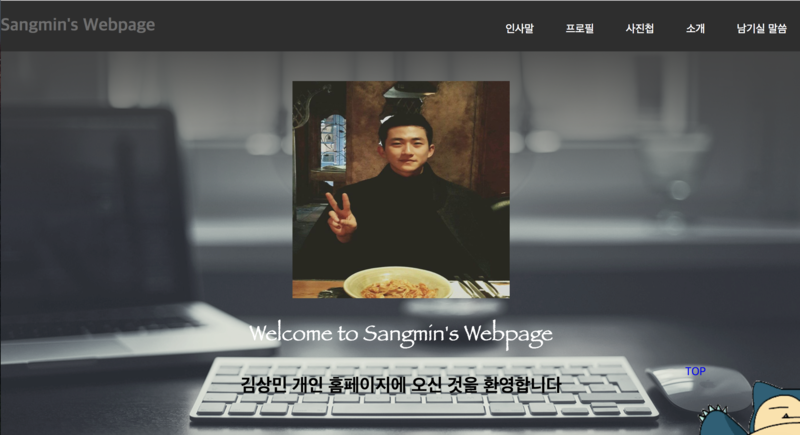 Sangmin's Webpage
인사말 프로필 사진첩 소개 남기실 말씀
Welcome to Sangmin's Webpage
김상민 개인 홈페이지에 오신 것을 환영합니다
TOP